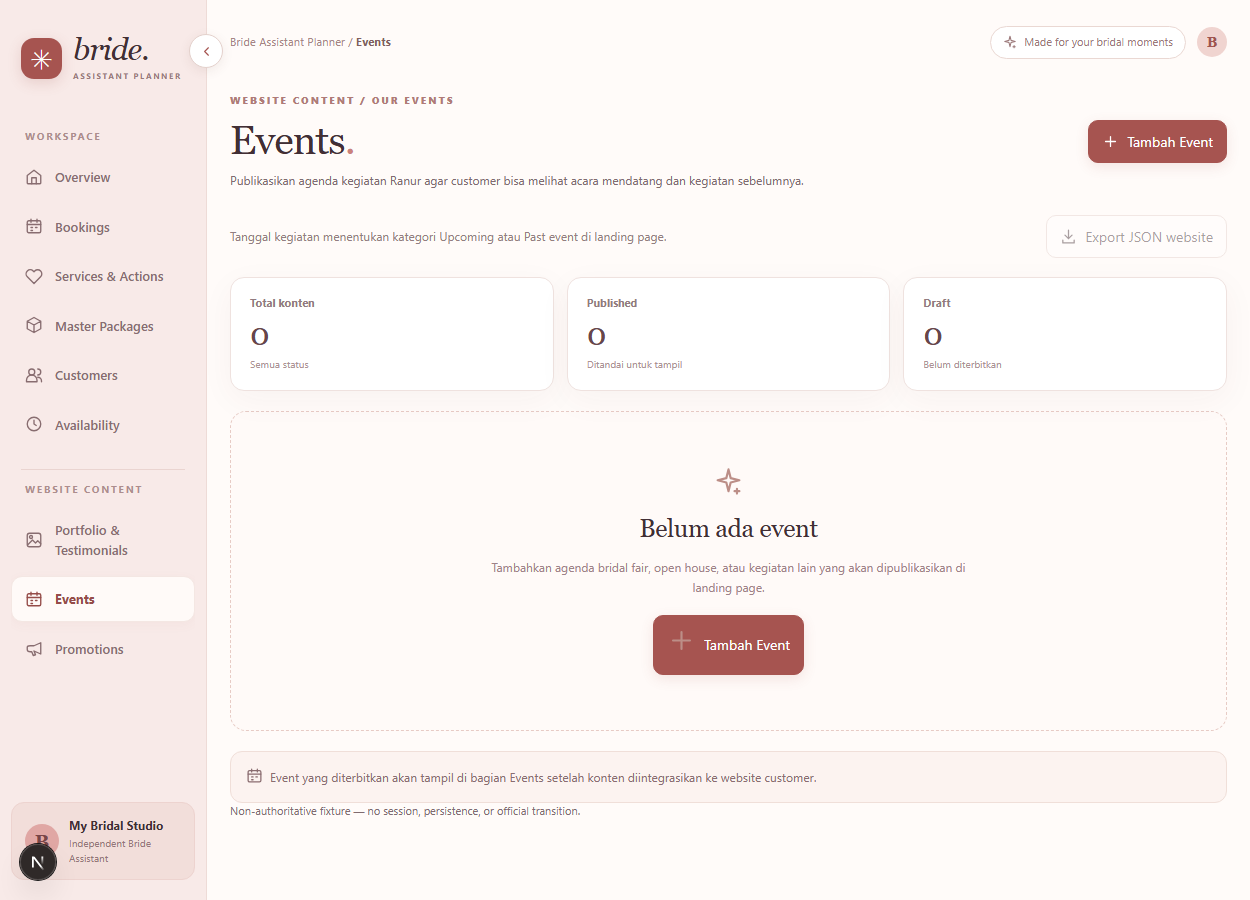 bride.
ASSISTANT PLANNER
WORKSPACE
Overview
Bookings
Services & Actions
Master Packages
Customers
Availability
WEBSITE CONTENT
Portfolio &
Testimonials
Events
Promotions
B
My Bridal Studio
Independent Bride
Assistant
N
Bride Assistant Planner / Events
Made for your bridal moments
B
WEBSITE CONTENT / OUR EVENTS
Events.
Tambah Event
Publikasikan agenda kegiatan Ranur agar customer bisa melihat acara mendatang dan kegiatan sebelumnya.
Tanggal kegiatan menentukan kategori Upcoming atau Past event di landing page.
Export JSON website
Total konten
0
Semua status
Published
0
Ditandai untuk tampil
Draft
0
Belum diterbitkan
Belum ada event
Tambahkan agenda bridal fair, open house, atau kegiatan lain yang akan dipublikasikan di
landing page.
Tambah Event
Event yang diterbitkan akan tampil di bagian Events setelah konten diintegrasikan ke website customer.
Non-authoritative fixture — no session, persistence, or official transition.